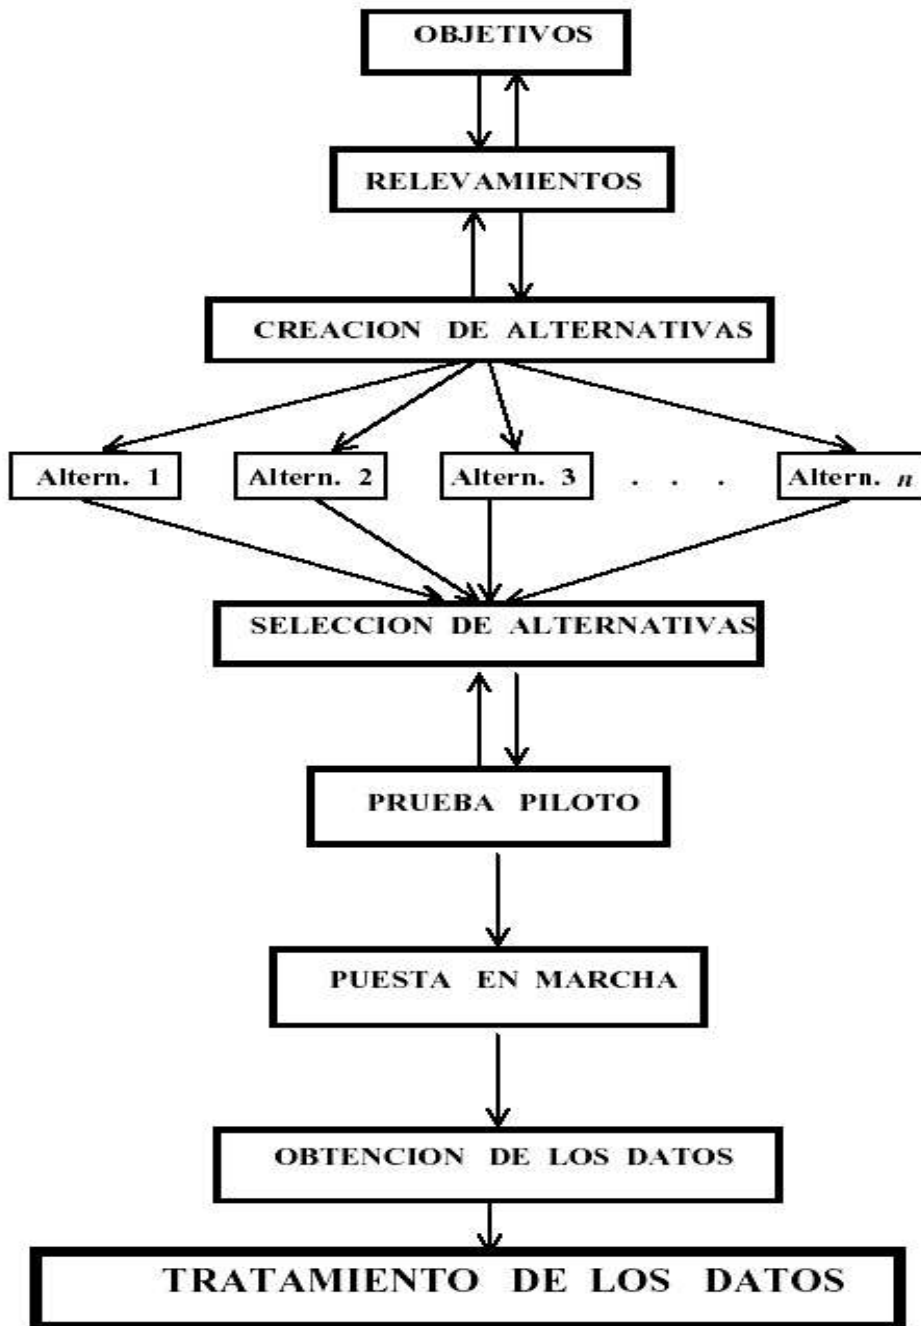 OBJETIVOS
RELEVAMIENTOS
CREACION DE ALTERNATIVAS
Altern. 1
Altern. 2
Altern. 3
. . .
Altern. n
SELECCION DE ALTERNATIVAS
PRUEBA PILOTO
PUESTA EN MARCHA
OBTENCION DE LOS DATOS
TRATAMIENTO DE LOS DATOS